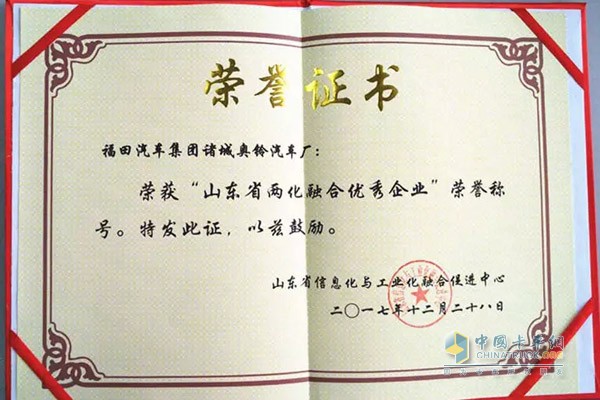 荣誉证书
福田汽车集团诸城奥铃汽车厂：
荣获“山东省两化融合优秀企业”荣誉称
号。特发此证，以兹鼓励。
山东省信息化与工业化融合促进中心
二〇一七年十二月二十八日
中国卡车网
CHINATRUCK.COM